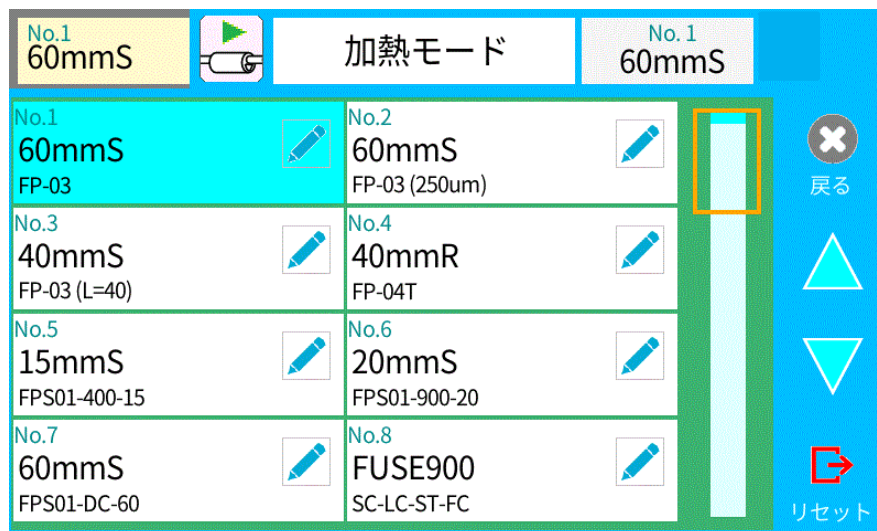 No.1
60mmS
加熱モード
No. 1
60mmS
No.1
60mmS
FP-03
No.2
60mmS
FP-03 (250um)
戻る
No.3
40mmS
FP-03 (L=40)
No.4
40mmR
FP-04T
No.5
15mmS
FPS01-400-15
No.6
20mmS
FPS01-900-20
No.7
60mmS
FPS01-DC-60
No.8
FUSE900
SC-LC-ST-FC
リセット